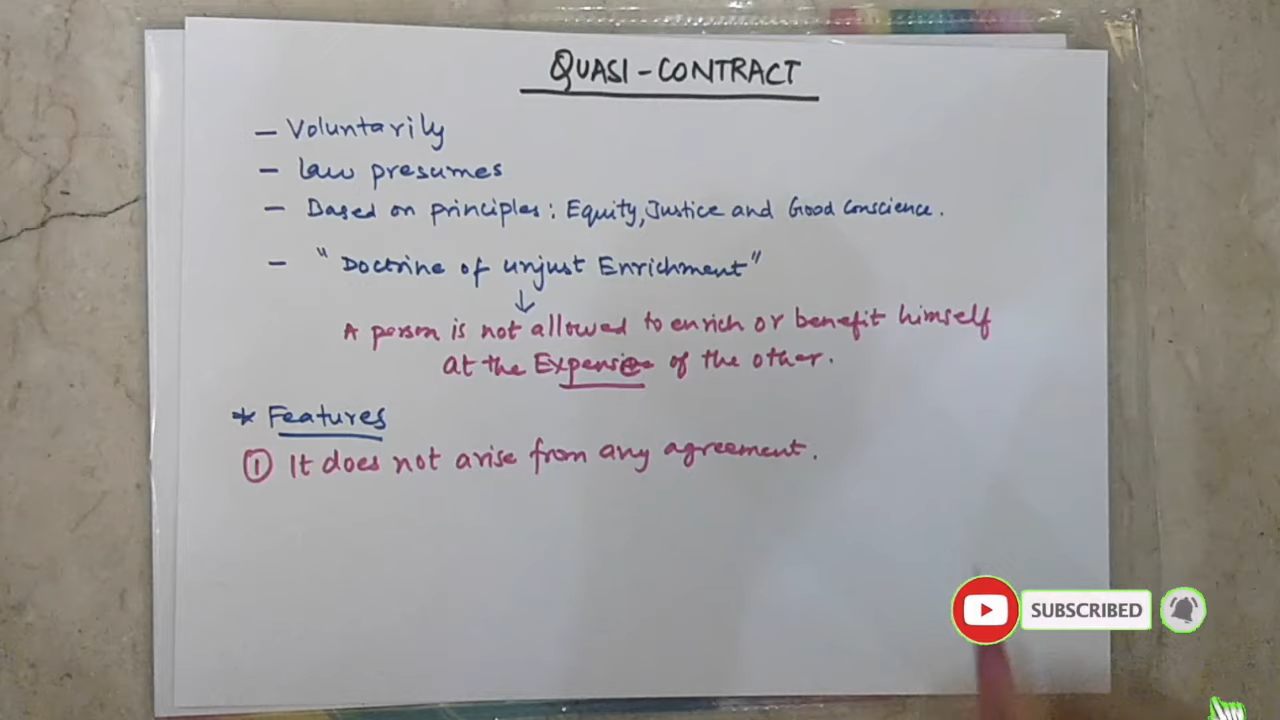 QUASI-CONTRACT
- Voluntarily
- Law presumes
- Based on principles: Equity, Justice and Good Conscience.
- "Doctrine of unjust Enrichment"
↓
A person is not allowed to enrich or benefit himself
at the Expense of the other.
* Features
① It does not arise from any agreement.
SUBSCRIBED